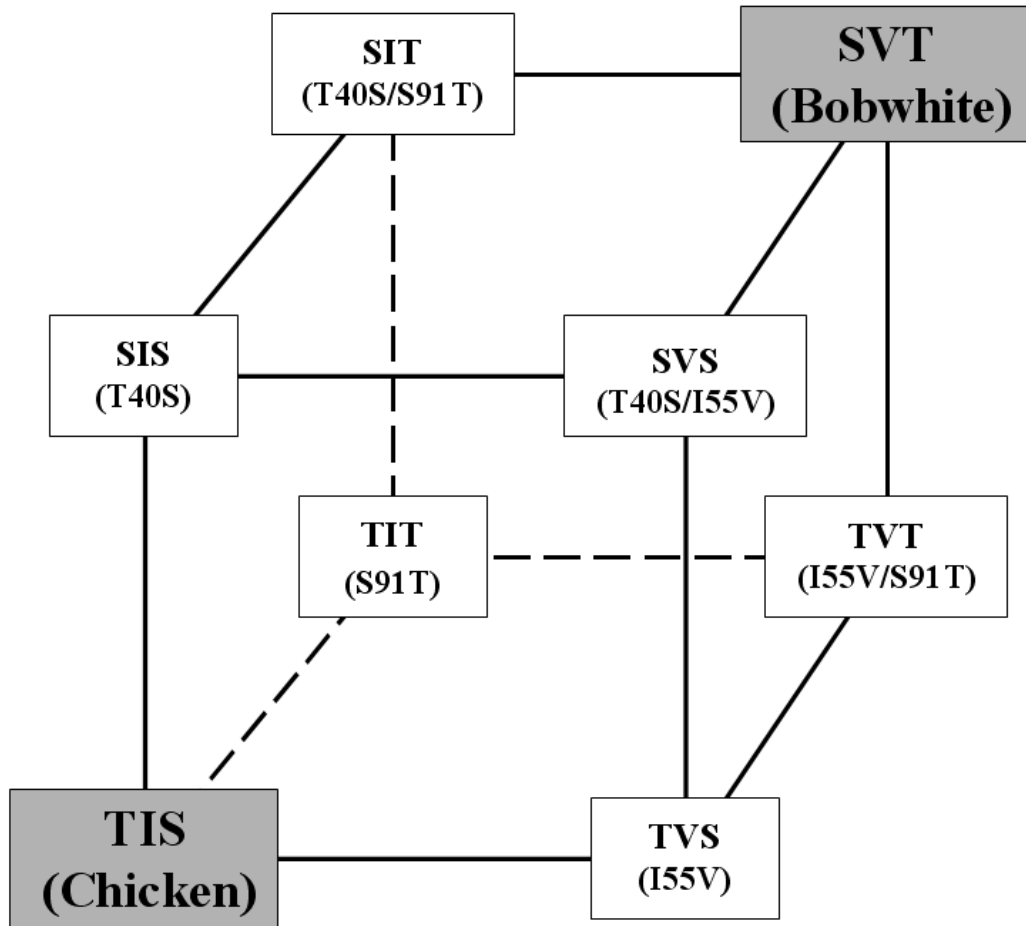 SIT
(T40S/S91T)
SVT
(Bobwhite)
SIS
(T40S)
SVS
(T40S/I55V)
TIT
(S91T)
TVT
(I55V/S91T)
TIS
(Chicken)
TVS
(I55V)